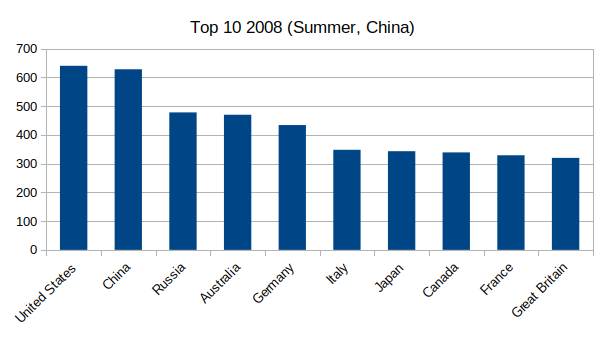 Top 10 2008 (Summer, China)
700
600
500
400
300
200
100
0
United States
China
Russia
Australia
Germany
Italy
Japan
Canada
France
Great Britain